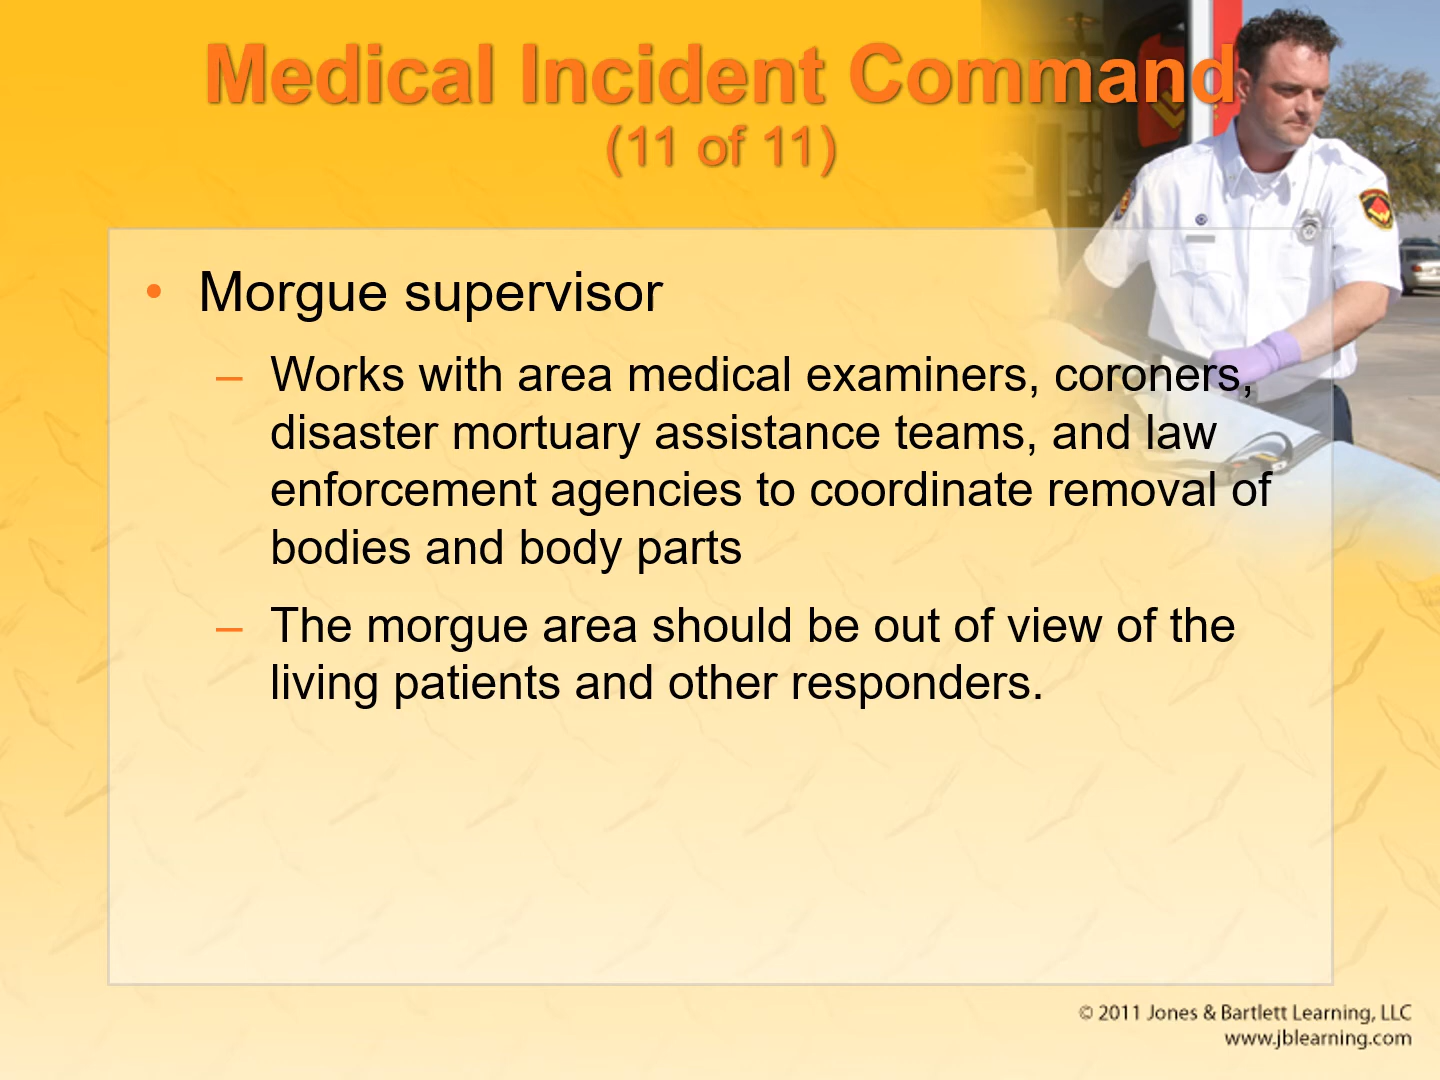 Medical Incident Command
(11 of 11)
• Morgue supervisor
– Works with area medical examiners, coroners,
disaster mortuary assistance teams, and law
enforcement agencies to coordinate removal of
bodies and body parts
– The morgue area should be out of view of the
living patients and other responders.
© 2011 Jones & Bartlett Learning, LLC
www.jblearning.com